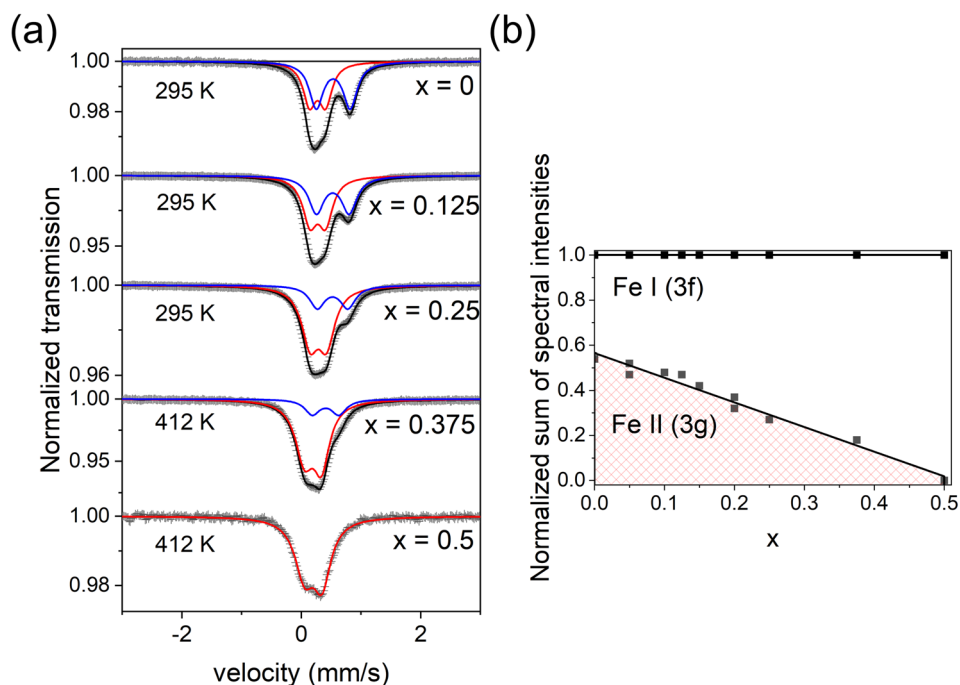 (a)
Normalized transmission
1.00
0.98
295 K
x = 0
1.00
0.95
295 K
x = 0.125
1.00
0.96
295 K
x = 0.25
1.00
0.95
412 K
x = 0.375
1.00
0.98
412 K
x = 0.5
-2 0 2
velocity (mm/s)
(b)
Normalized sum of spectral intensities
1.0
0.8
0.6
0.4
0.2
0.0
Fe I (3f)
Fe II (3g)
0.0 0.1 0.2 0.3 0.4 0.5
x